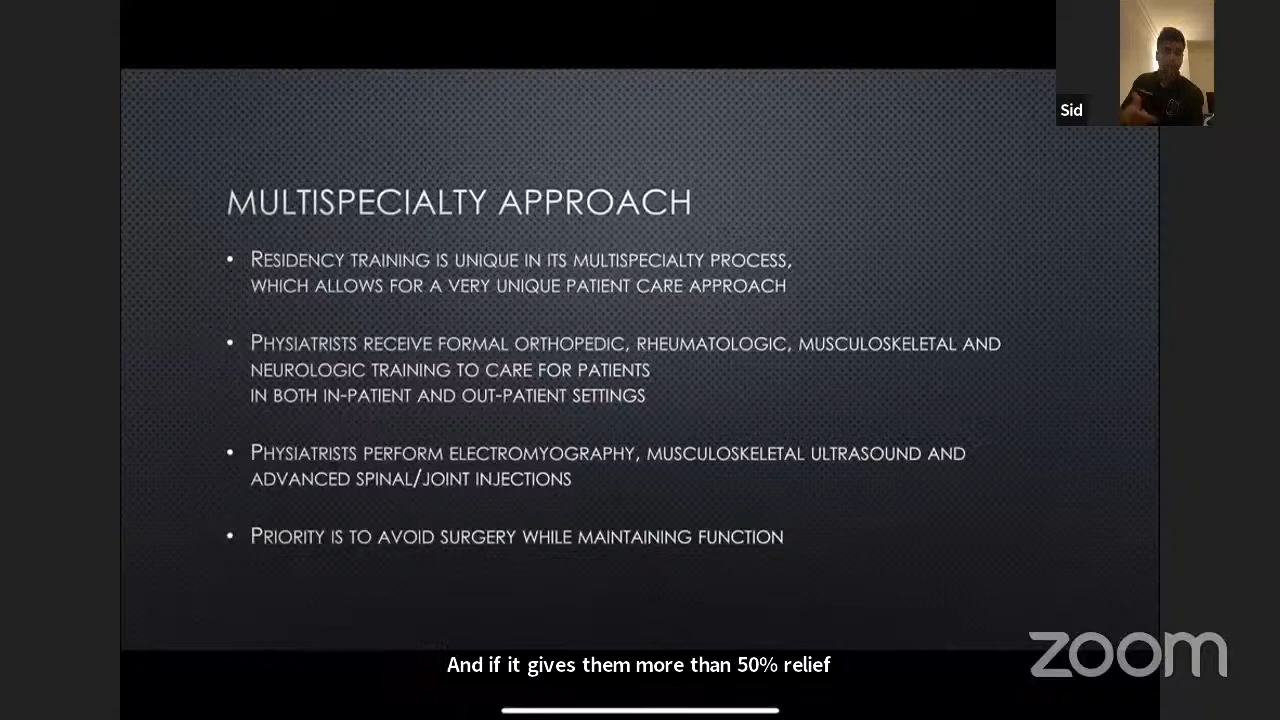 Sid
MULTISPECIALTY APPROACH
• RESIDENCY TRAINING IS UNIQUE IN ITS MULTISPECIALTY PROCESS,
WHICH ALLOWS FOR A VERY UNIQUE PATIENT CARE APPROACH
• PHYSIATRISTS RECEIVE FORMAL ORTHOPEDIC, RHEUMATOLOGIC, MUSCULOSKELETAL AND
NEUROLOGIC TRAINING TO CARE FOR PATIENTS
IN BOTH IN-PATIENT AND OUT-PATIENT SETTINGS
• PHYSIATRISTS PERFORM ELECTROMYOGRAPHY, MUSCULOSKELETAL ULTRASOUND AND
ADVANCED SPINAL/JOINT INJECTIONS
• PRIORITY IS TO AVOID SURGERY WHILE MAINTAINING FUNCTION
And if it gives them more than 50% relief
zoom